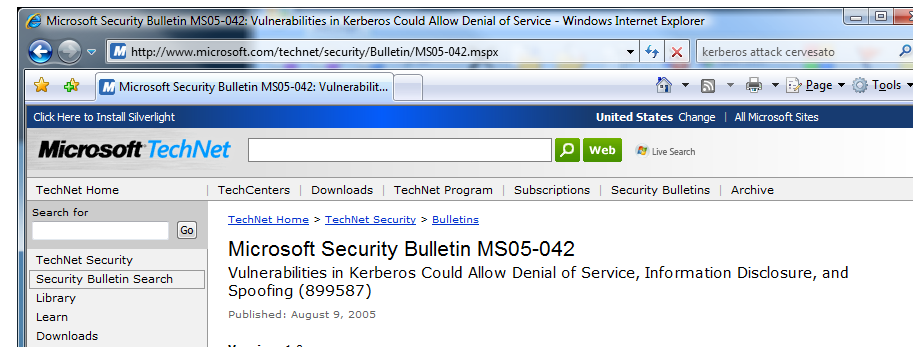 Microsoft Security Bulletin MS05-042: Vulnerabilities in Kerberos Could Allow Denial of Service - Windows Internet Explorer
http://www.microsoft.com/technet/security/Bulletin/MS05-042.mspx kerberos attack cervesato
Microsoft Security Bulletin MS05-042: Vulnerabilit... Page Tools
Click Here to Install Silverlight United States Change | All Microsoft Sites
Microsoft TechNet Web Live Search
TechNet Home | TechCenters | Downloads | TechNet Program | Subscriptions | Security Bulletins | Archive
Search for
Go
TechNet Security
Security Bulletin Search
Library
Learn
Downloads
TechNet Home > TechNet Security > Bulletins
Microsoft Security Bulletin MS05-042
Vulnerabilities in Kerberos Could Allow Denial of Service, Information Disclosure, and
Spoofing (899587)
Published: August 9, 2005